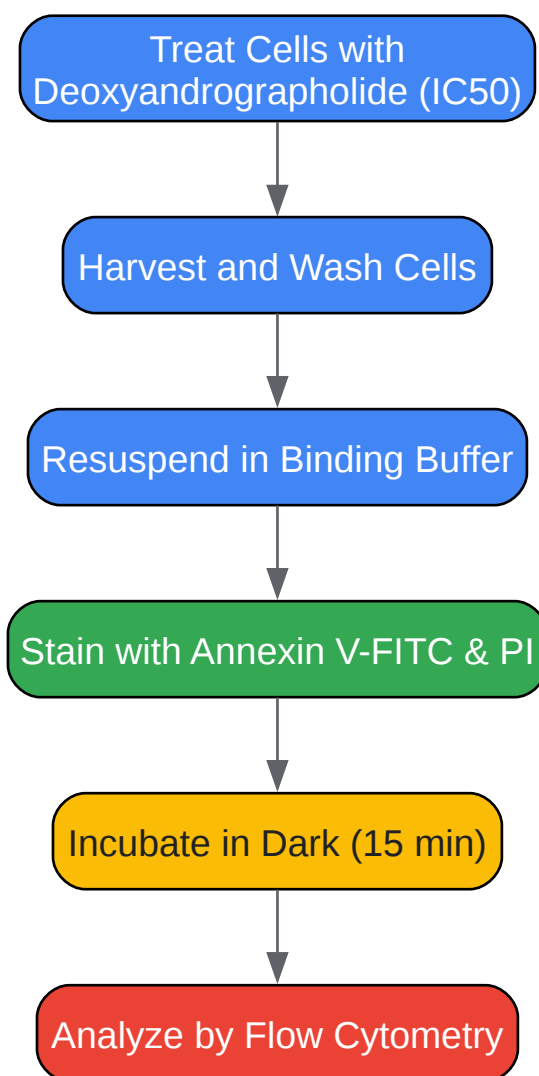 Treat Cells with
Deoxyandrographolide (IC50)
Harvest and Wash Cells
Resuspend in Binding Buffer
Stain with Annexin V-FITC & PI
Incubate in Dark (15 min)
Analyze by Flow Cytometry